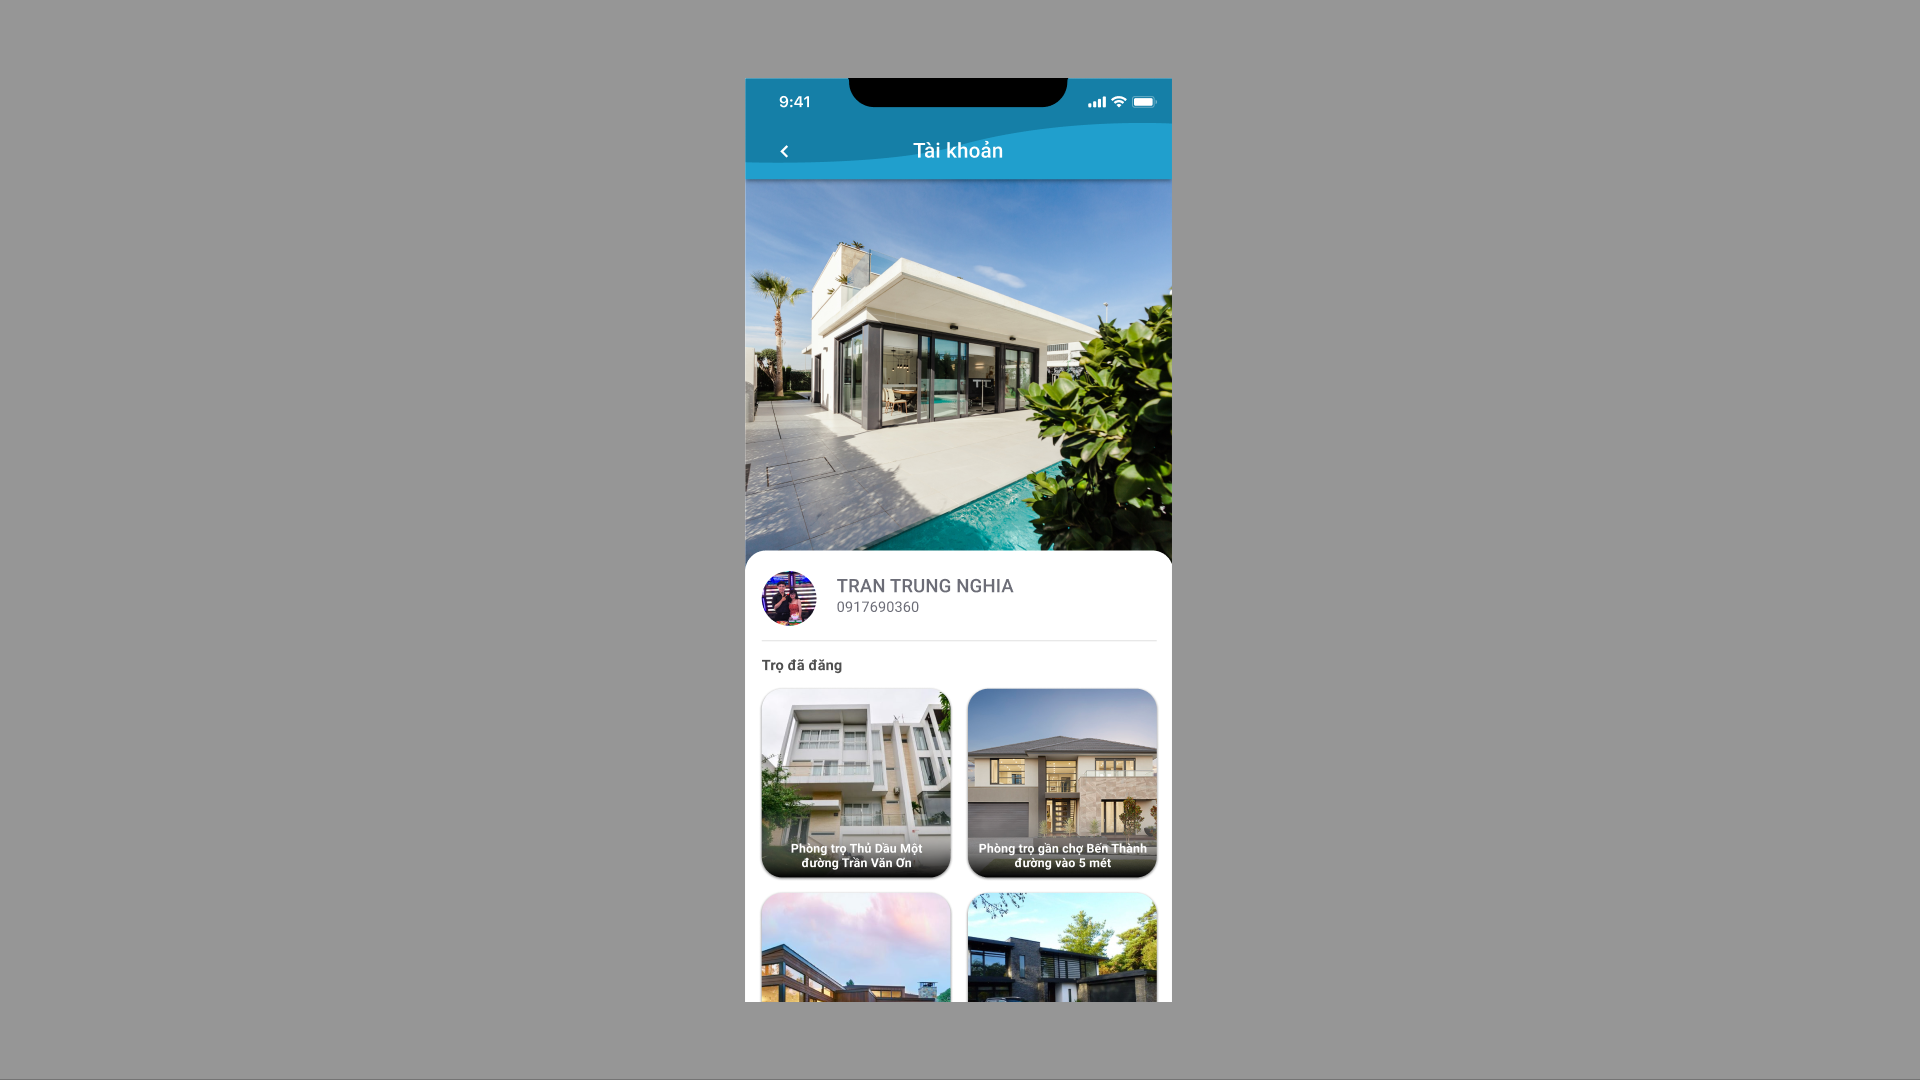 9:41
Tài khoản
TRAN TRUNG NGHIA
0917690360
Trọ đã đăng
Phòng trọ Thủ Dầu Một
đường Trần Văn Ơn
Phòng trọ gần chợ Bến Thành
đường vào 5 mét